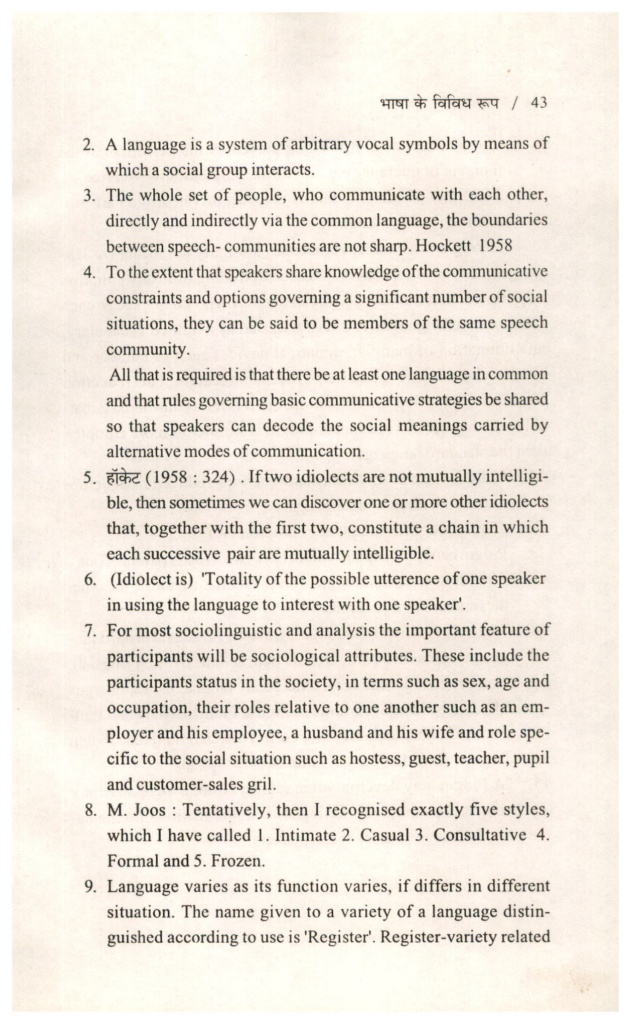 भाषा के विविध रूप / 43
2. A language is a system of arbitrary vocal symbols by means of
which a social group interacts.
3. The whole set of people, who communicate with each other,
directly and indirectly via the common language, the boundaries
between speech- communities are not sharp. Hockett 1958
4. To the extent that speakers share knowledge of the communicative
constraints and options governing a significant number of social
situations, they can be said to be members of the same speech
community.
All that is required is that there be at least one language in common
and that rules governing basic communicative strategies be shared
so that speakers can decode the social meanings carried by
alternative modes of communication.
5. हॉकेट (1958 : 324) . If two idiolects are not mutually intelligi-
ble, then sometimes we can discover one or more other idiolects
that, together with the first two, constitute a chain in which
each successive pair are mutually intelligible.
6. (Idiolect is) 'Totality of the possible utterence of one speaker
in using the language to interest with one speaker'.
7. For most sociolinguistic and analysis the important feature of
participants will be sociological attributes. These include the
participants status in the society, in terms such as sex, age and
occupation, their roles relative to one another such as an em-
ployer and his employee, a husband and his wife and role spe-
cific to the social situation such as hostess, guest, teacher, pupil
and customer-sales gril.
8. M. Joos : Tentatively, then I recognised exactly five styles,
which I have called 1. Intimate 2. Casual 3. Consultative 4.
Formal and 5. Frozen.
9. Language varies as its function varies, if differs in different
situation. The name given to a variety of a language distin-
guished according to use is 'Register'. Register-variety related